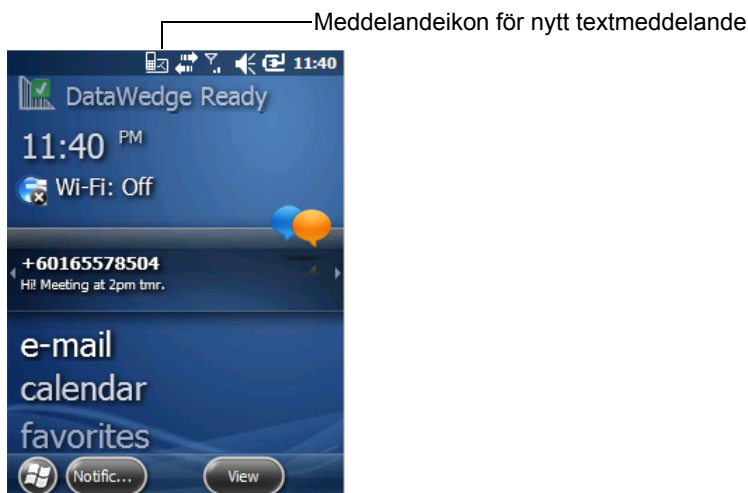 Meddelandeikon för nytt textmeddelande
11:40
DataWedge Ready
11:40 PM
Wi-Fi: Off
+60165578504
Hi! Meeting at 2pm tmr.
e-mail
calendar
favorites
Notific... View